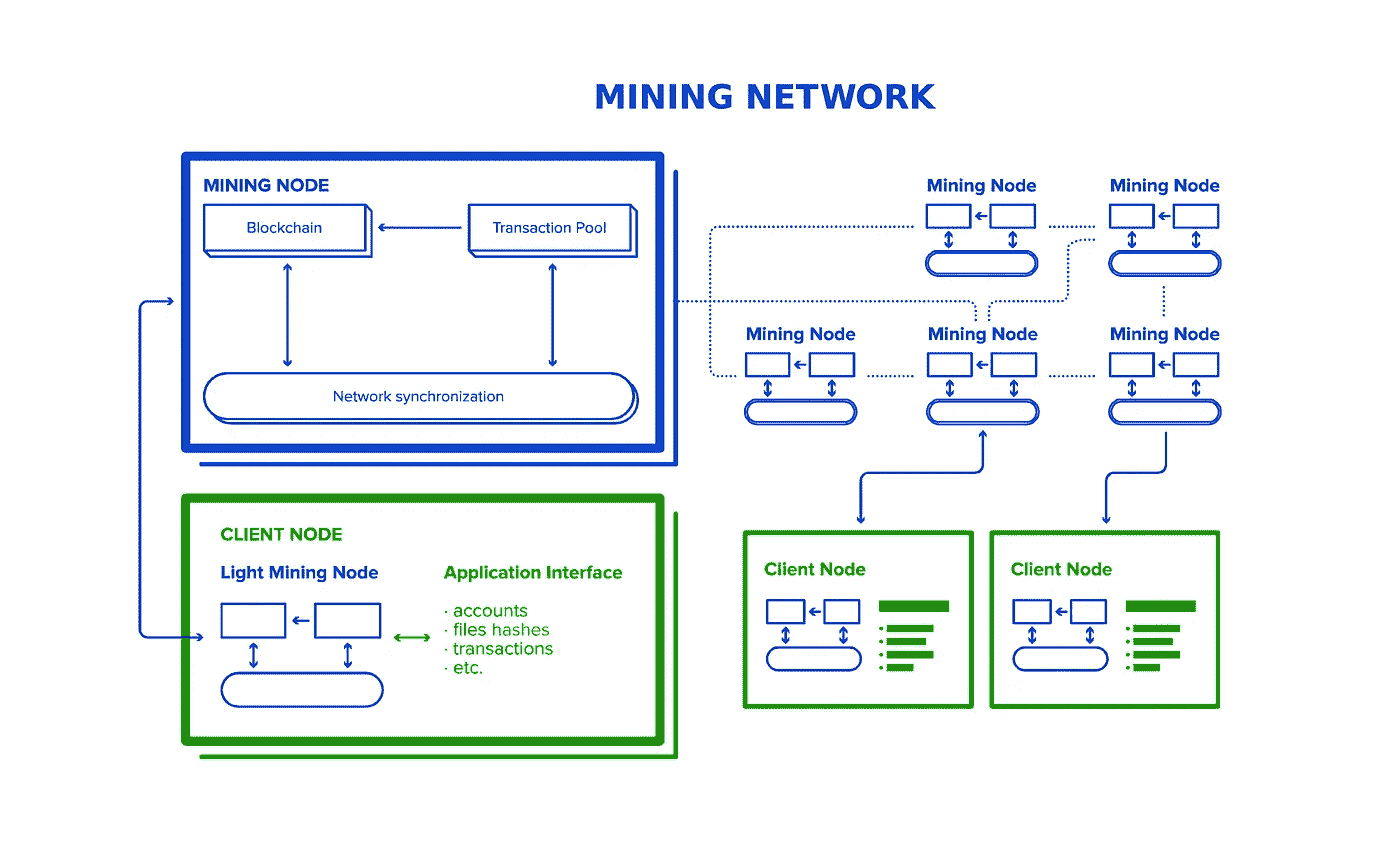 MINING NETWORK
MINING NODE
Blockchain
Transaction Pool
Network synchronization
Mining Node
Mining Node
Mining Node
Mining Node
Mining Node
CLIENT NODE
Light Mining Node
Application Interface
· accounts
· files hashes
· transactions
· etc.
Client Node
Client Node